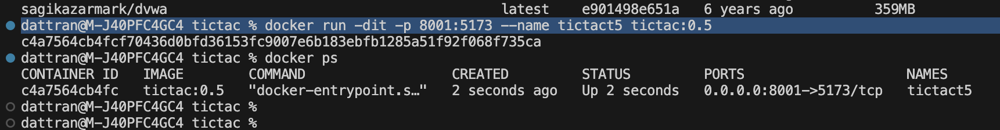 sagikazarmark/dvwa latest e901498e651a 6 years ago 359MB
dattran@M-J40PFC4GC4 tictac % docker run -dit -p 8001:5173 --name tictact5 tictac:0.5
c4a7564cb4fcf70436d0bfd36153fc9007e6b183ebfb1285a51f92f068f735ca
dattran@M-J40PFC4GC4 tictac % docker ps
CONTAINER ID IMAGE COMMAND CREATED STATUS PORTS NAMES
c4a7564cb4fc tictac:0.5 "docker-entrypoint.s…" 2 seconds ago Up 2 seconds 0.0.0.0:8001->5173/tcp tictact5
dattran@M-J40PFC4GC4 tictac %
dattran@M-J40PFC4GC4 tictac %